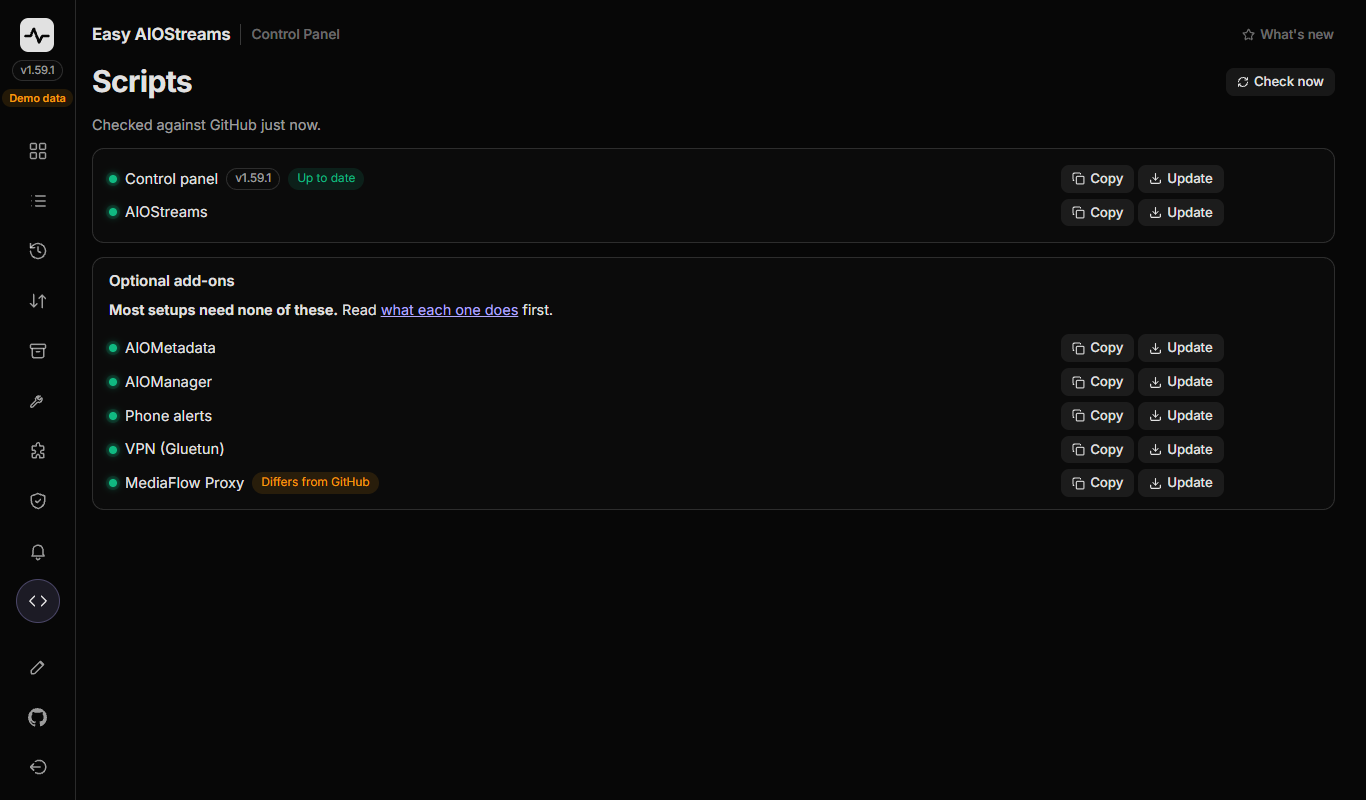 Easy AIOStreams
Control Panel
What's new
v1.59.1
Demo data
Scripts
Check now
Checked against GitHub just now.
Control panel v1.59.1 Up to date Copy Update
AIOStreams Copy Update
Optional add-ons
Most setups need none of these. Read what each one does first.
AIOMetadata Copy Update
AIOManager Copy Update
Phone alerts Copy Update
VPN (Gluetun) Copy Update
MediaFlow Proxy Differs from GitHub Copy Update